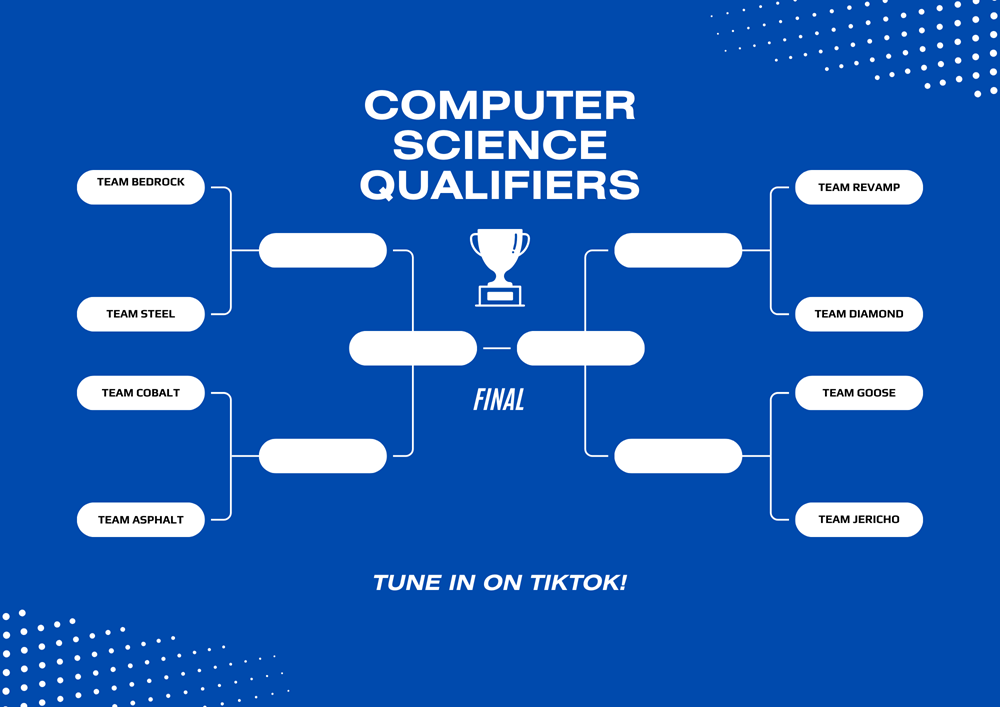 COMPUTER
SCIENCE
QUALIFIERS
TEAM BEDROCK
TEAM STEEL
TEAM COBALT
TEAM ASPHALT
TEAM REVAMP
TEAM DIAMOND
TEAM GOOSE
TEAM JERICHO
FINAL
TUNE IN ON TIKTOK!